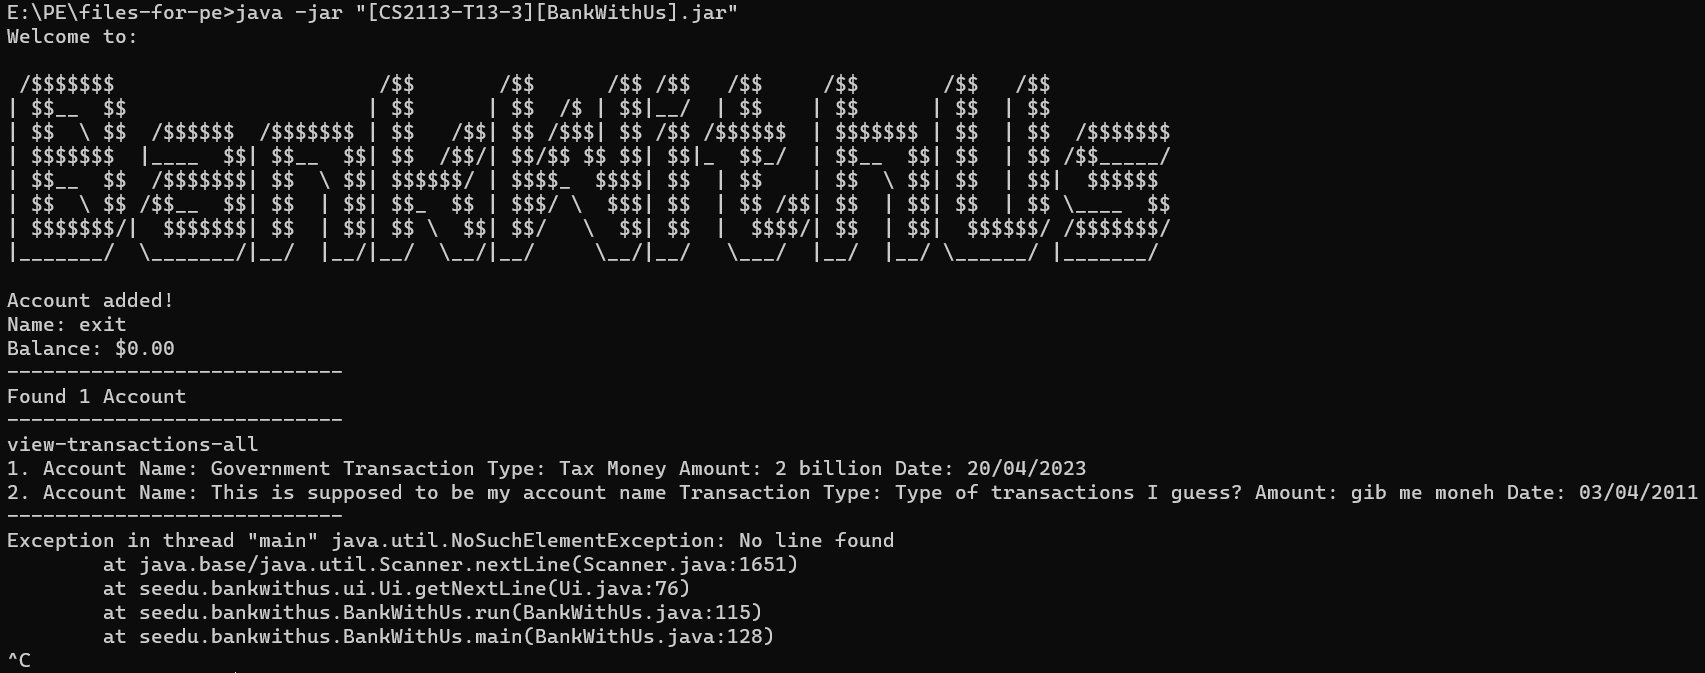 E:\PE\files-for-pe>java -jar "[CS2113-T13-3][BankWithUs].jar"
Welcome to:
 /$$$$$$$                      /$$       /$$      /$$ /$$   /$$     /$$       /$$   /$$
| $$__  $$                    | $$      | $$  /$ | $$|__/  | $$    | $$      | $$  | $$
| $$  \ $$  /$$$$$$  /$$$$$$$ | $$   /$$| $$ /$$$| $$ /$$ /$$$$$$  | $$$$$$$ | $$  | $$  /$$$$$$$
| $$$$$$$  |____  $$| $$__  $$| $$  /$$/| $$/$$ $$ $$| $$|_  $$_/  | $$__  $$| $$  | $$ /$$_____/
| $$__  $$  /$$$$$$$| $$  \ $$| $$$$$$/ | $$$$_  $$$$| $$  | $$    | $$  \ $$| $$  | $$|  $$$$$$
| $$  \ $$ /$$__  $$| $$  | $$| $$_  $$ | $$$/ \  $$$| $$  | $$ /$$| $$  | $$| $$  | $$ \____  $$
| $$$$$$$/|  $$$$$$$| $$  | $$| $$ \  $$| $$/   \  $$| $$  |  $$$$/| $$  | $$|  $$$$$$/ /$$$$$$$/
|_______/  \_______/|__/  |__/|__/  \__/|__/     \__/|__/   \___/  |__/  |__/ \______/ |_______/
Account added!
Name: exit
Balance: $0.00
----------------------------
Found 1 Account
----------------------------
view-transactions-all
1. Account Name: Government Transaction Type: Tax Money Amount: 2 billion Date: 20/04/2023
2. Account Name: This is supposed to be my account name Transaction Type: Type of transactions I guess? Amount: gib me moneh Date: 03/04/2011
----------------------------
Exception in thread "main" java.util.NoSuchElementException: No line found
        at java.base/java.util.Scanner.nextLine(Scanner.java:1651)
        at seedu.bankwithus.ui.Ui.getNextLine(Ui.java:76)
        at seedu.bankwithus.BankWithUs.run(BankWithUs.java:115)
        at seedu.bankwithus.BankWithUs.main(BankWithUs.java:128)
^C